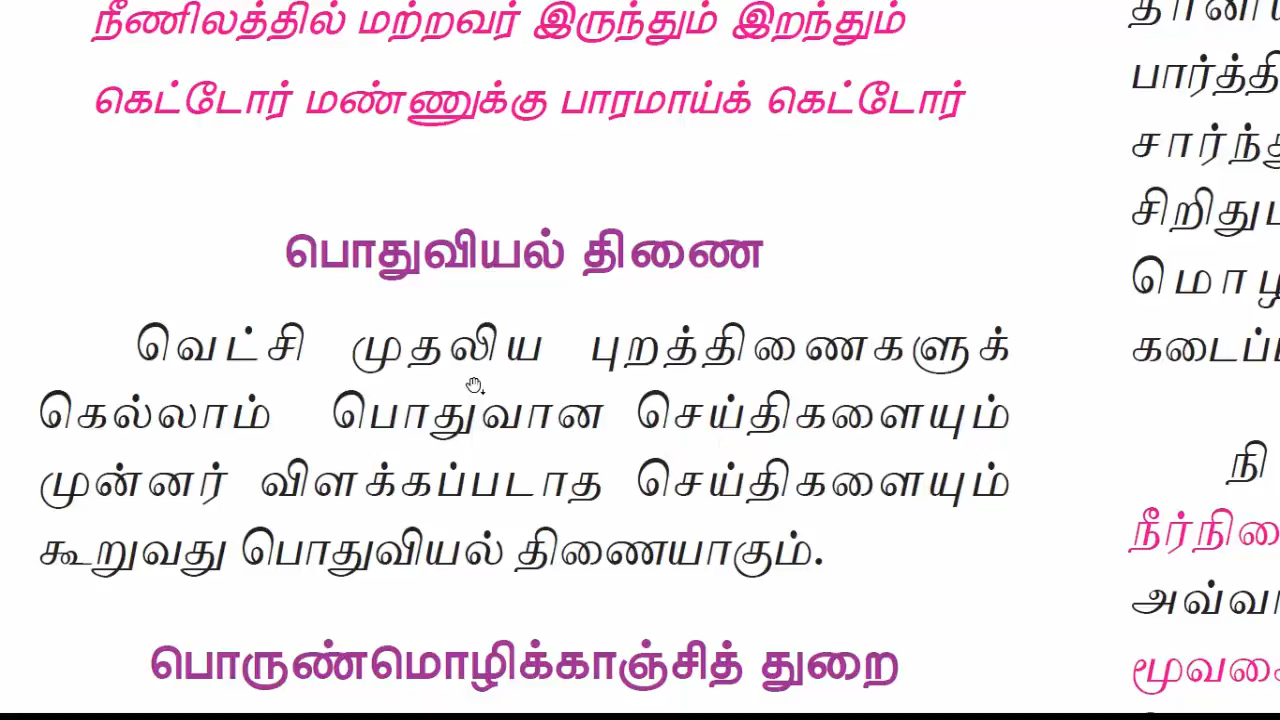 நீணிலத்தில் மற்றவர் இருந்தும் இறந்தும்
கெட்டோர் மண்ணுக்கு பாரமாய்க் கெட்டோர்
பொதுவியல் திணை
வெட்சி முதலிய புறத்திணைகளுக்
கெல்லாம் பொதுவான செய்திகளையும்
முன்னர் விளக்கப்படாத செய்திகளையும்
கூறுவது பொதுவியல் திணையாகும்.
பொருண்மொழிக்காஞ்சித் துறை